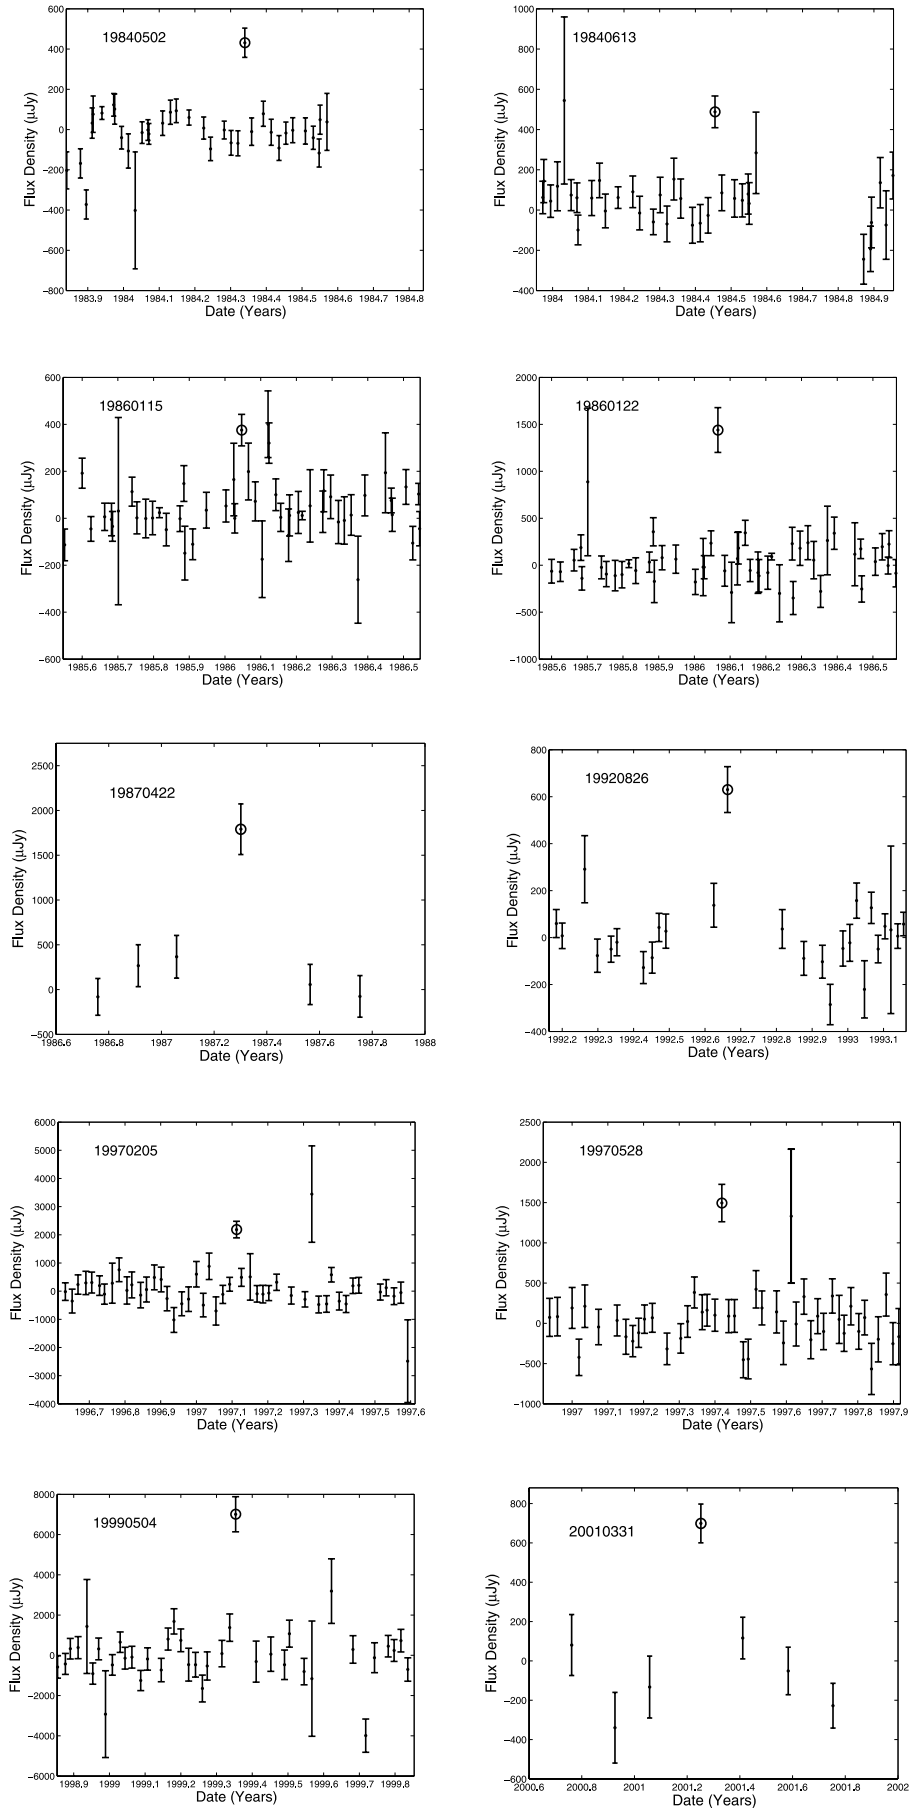 600
400
200
0
−200
−400
−600
−800
Flux Density (μJy)
19840502
1983.9 1984 1984.1 1984.2 1984.3 1984.4 1984.5 1984.6 1984.7 1984.8
Date (Years)
1000
800
600
400
200
0
−200
−400
Flux Density (μJy)
19840613
1984 1984.1 1984.2 1984.3 1984.4 1984.5 1984.6 1984.7 1984.8 1984.9
Date (Years)
600
400
200
0
−200
−400
−600
Flux Density (μJy)
19860115
1985.6 1985.7 1985.8 1985.9 1986 1986.1 1986.2 1986.3 1986.4 1986.5
Date (Years)
2000
1500
1000
500
0
−500
−1000
Flux Density (μJy)
19860122
1985.6 1985.7 1985.8 1985.9 1986 1986.1 1986.2 1986.3 1986.4 1986.5
Date (Years)
2500
2000
1500
1000
500
0
−500
Flux Density (μJy)
19870422
1986.6 1986.8 1987 1987.2 1987.4 1987.6 1987.8 1988
Date (Years)
800
600
400
200
0
−200
−400
Flux Density (μJy)
19920826
1992.2 1992.3 1992.4 1992.5 1992.6 1992.7 1992.8 1992.9 1993 1993.1
Date (Years)
6000
5000
4000
3000
2000
1000
0
−1000
−2000
−3000
−4000
Flux Density (μJy)
19970205
1996.7 1996.8 1996.9 1997 1997.1 1997.2 1997.3 1997.4 1997.5 1997.6
Date (Years)
2500
2000
1500
1000
500
0
−500
−1000
Flux Density (μJy)
19970528
1997 1997.1 1997.2 1997.3 1997.4 1997.5 1997.6 1997.7 1997.8 1997.9
Date (Years)
8000
6000
4000
2000
0
−2000
−4000
−6000
Flux Density (μJy)
19990504
1998.9 1999 1999.1 1999.2 1999.3 1999.4 1999.5 1999.6 1999.7 1999.8
Date (Years)
800
600
400
200
0
−200
−400
−600
Flux Density (μJy)
20010331
2000.6 2000.8 2001 2001.2 2001.4 2001.6 2001.8 2002
Date (Years)